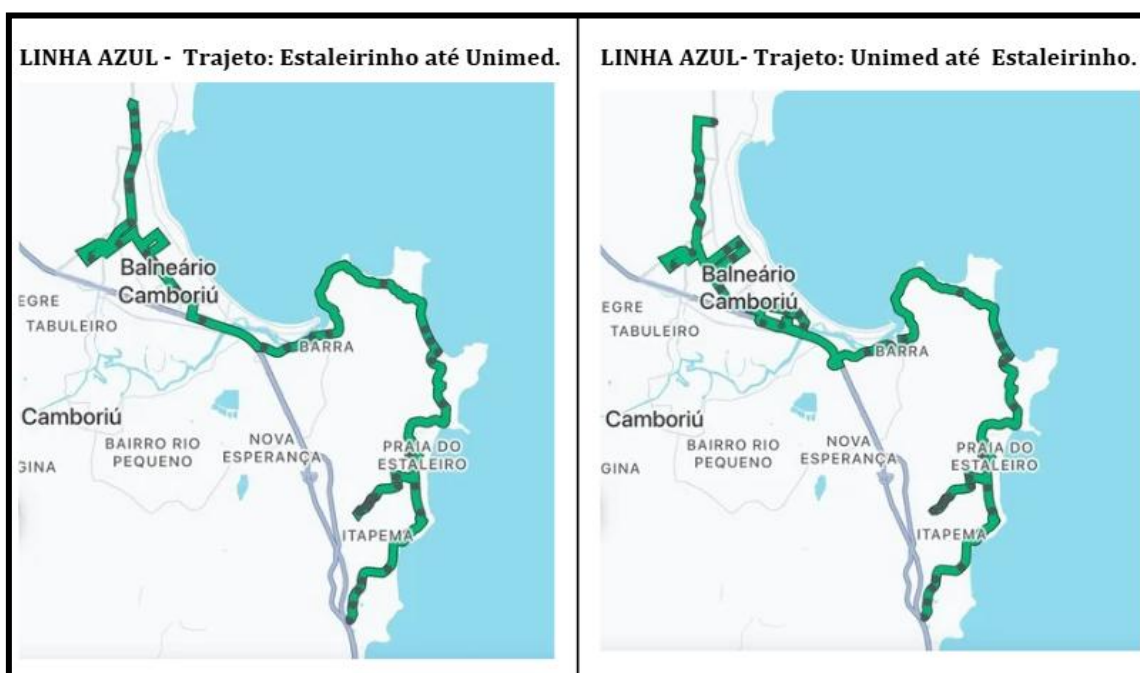 LINHA AZUL - Trajeto: Estaleirinho até Unimed.
Balneário
Camboriú
EGRE
TABULEIRO
BARRA
Camboriú
BAIRRO RIO
PEQUENO
NOVA
ESPERANÇA
GINA
PRAIA DO
ESTALEIRO
ITAPEMA
LINHA AZUL- Trajeto: Unimed até Estaleirinho.
Balneário
Camboriú
EGRE
TABULEIRO
BARRA
Camboriú
BAIRRO RIO
PEQUENO
NOVA
ESPERANÇA
GINA
PRAIA DO
ESTALEIRO
ITAPEMA